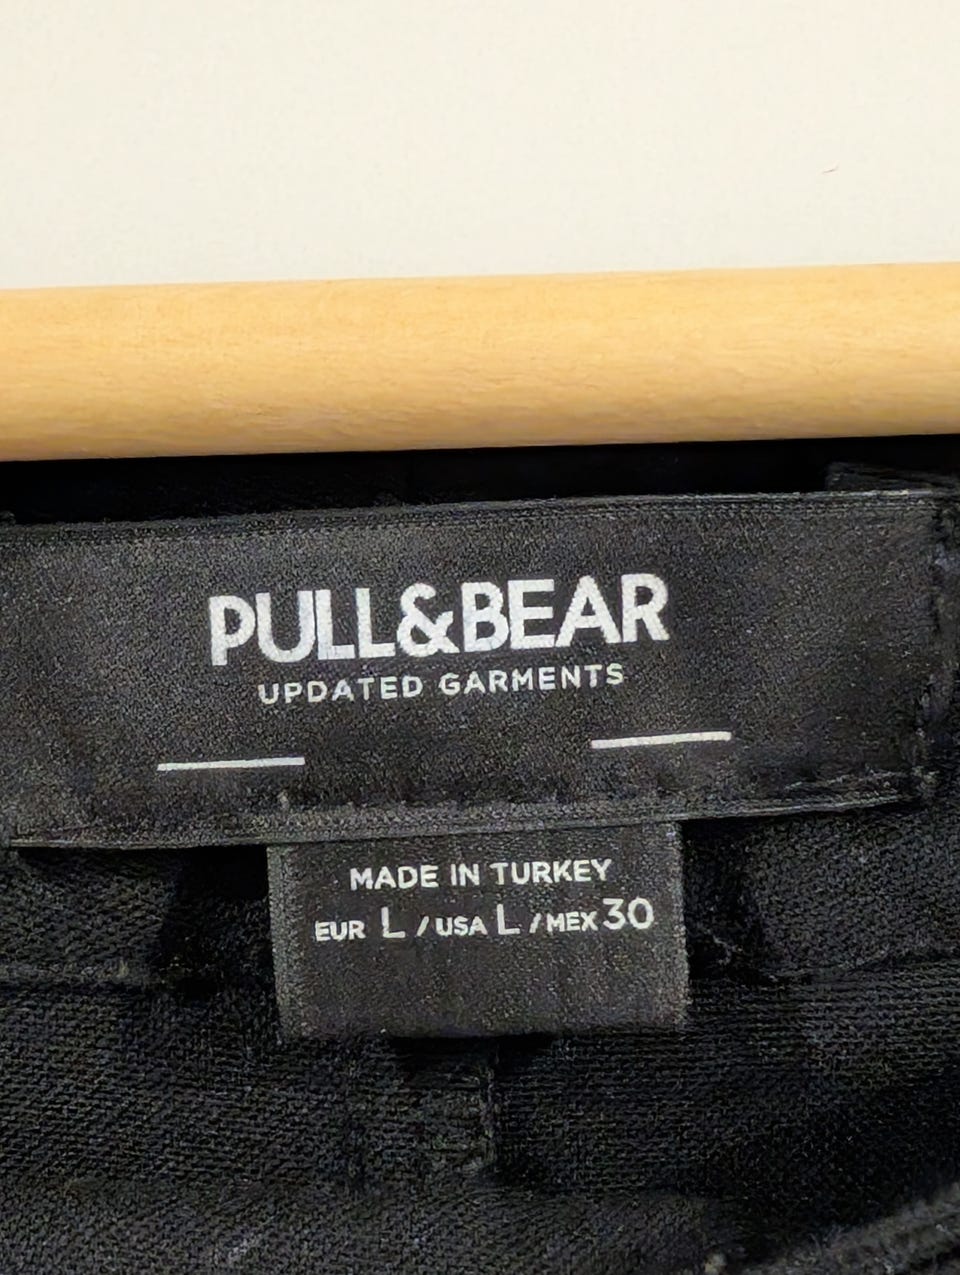 PULL&BEAR
UPDATED GARMENTS
MADE IN TURKEY
EUR L / USA L / MEX 30